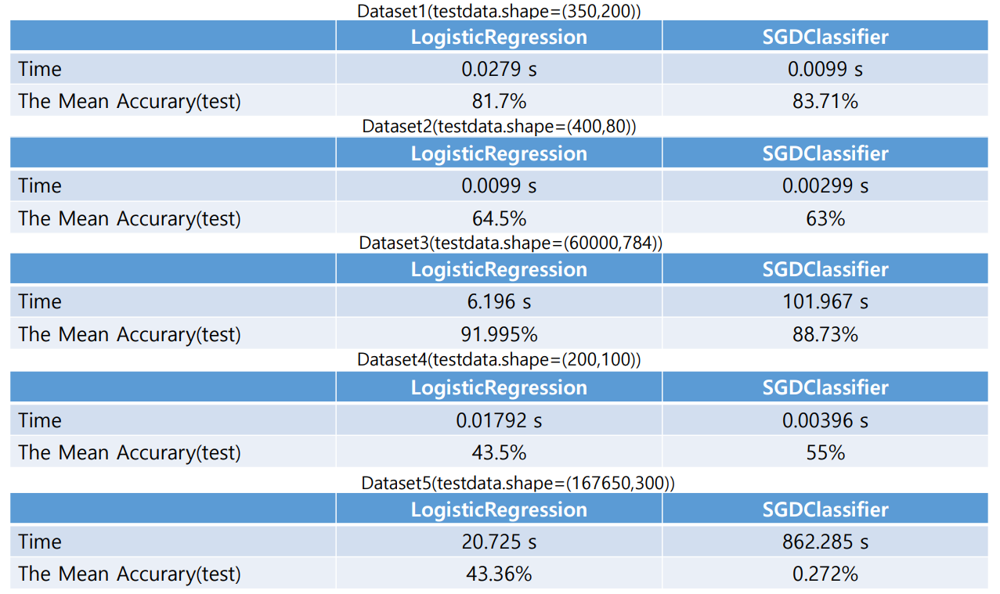 Dataset1(testdata.shape=(350,200))
LogisticRegression SGDClassifier
Time 0.0279 s 0.0099 s
The Mean Accurary(test) 81.7% 83.71%
Dataset2(testdata.shape=(400,80))
LogisticRegression SGDClassifier
Time 0.0099 s 0.00299 s
The Mean Accurary(test) 64.5% 63%
Dataset3(testdata.shape=(60000,784))
LogisticRegression SGDClassifier
Time 6.196 s 101.967 s
The Mean Accurary(test) 91.995% 88.73%
Dataset4(testdata.shape=(200,100))
LogisticRegression SGDClassifier
Time 0.01792 s 0.00396 s
The Mean Accurary(test) 43.5% 55%
Dataset5(testdata.shape=(167650,300))
LogisticRegression SGDClassifier
Time 20.725 s 862.285 s
The Mean Accurary(test) 43.36% 0.272%